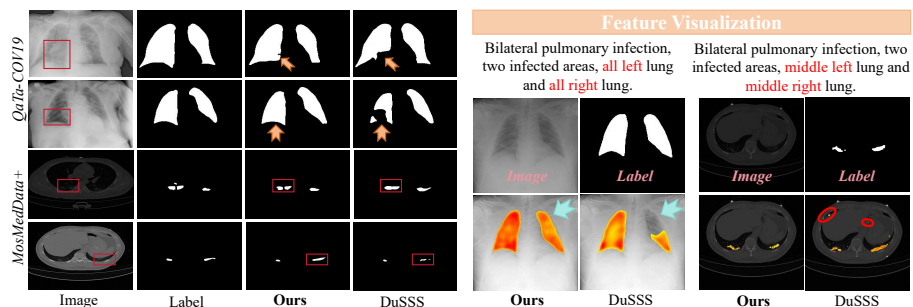 QaTa-COV19
MosMedData+
Image
Label
Ours
DuSSS
Feature Visualization
Bilateral pulmonary infection,
two infected areas, all left lung
and all right lung.
Image
Label
Ours
DuSSS
Bilateral pulmonary infection, two
infected areas, middle left lung and
middle right lung.
Image
Label
Ours
DuSSS